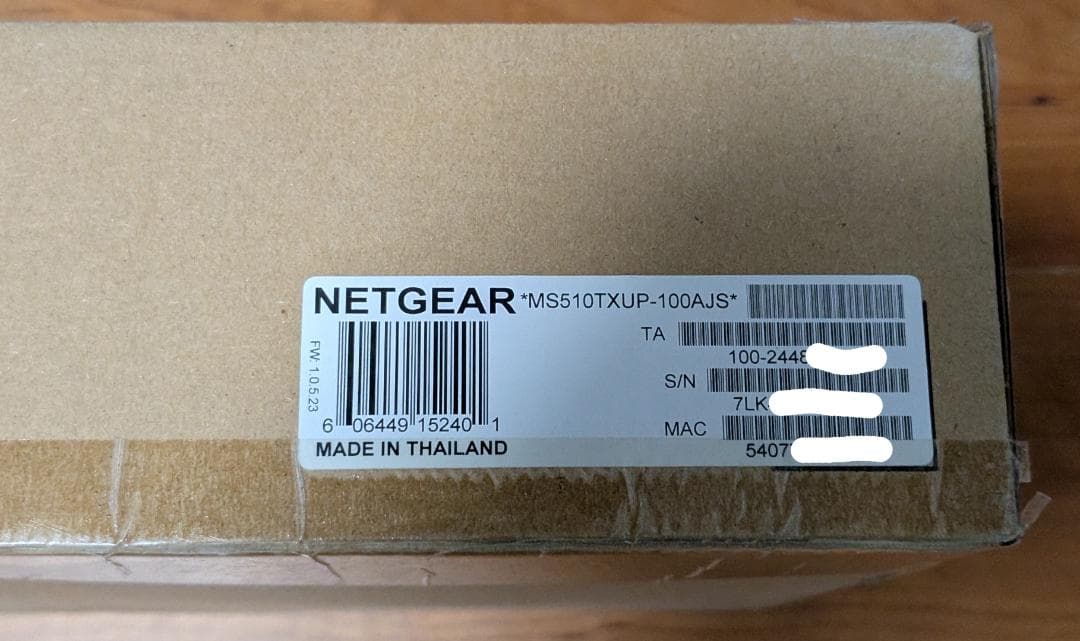 NETGEAR *MS510TXUP-100AJS*
TA
100-2448
S/N
7LK
MAC
5407
FW: 1.0.5.23
6 06449 15240 1
MADE IN THAILAND